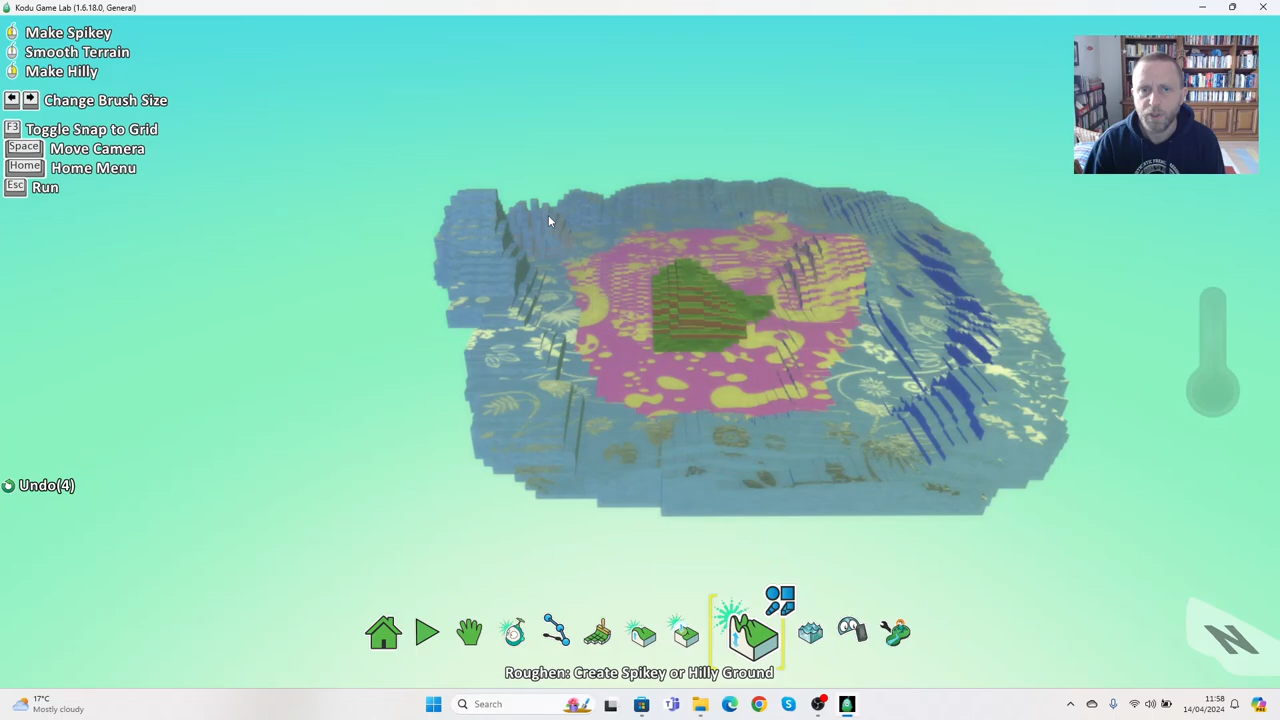 Kodu Game Lab (1.6.18.0, General)
Make Spikey
Smooth Terrain
Make Hilly
Change Brush Size
F3 Toggle Snap to Grid
Space Move Camera
Home Home Menu
Esc Run
Undo(4)
N
Roughen: Create Spikey or Hilly Ground
17°C
Mostly cloudy
Search
11:58
14/04/2024